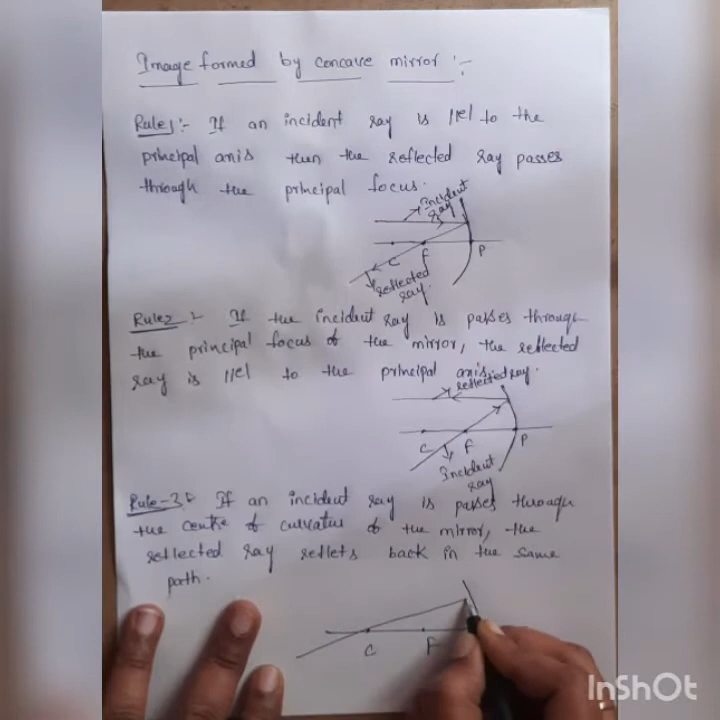 Image formed by concave mirror :-
Rule1:- If an incident ray is llel to the
principal axis then the reflected ray passes
through the principal focus.
Incident
ray
C F P
reflected
ray.
Rule2 :- If the incident ray is passes through
the principal focus of the mirror, the reflected
ray is llel to the principal axis.
reflected ray.
C F P
Incident
ray
Rule-3:- If an incident ray is passes through
the centre of curvature of the mirror, the
reflected ray reflets back in the same
path.
C F
InShOt